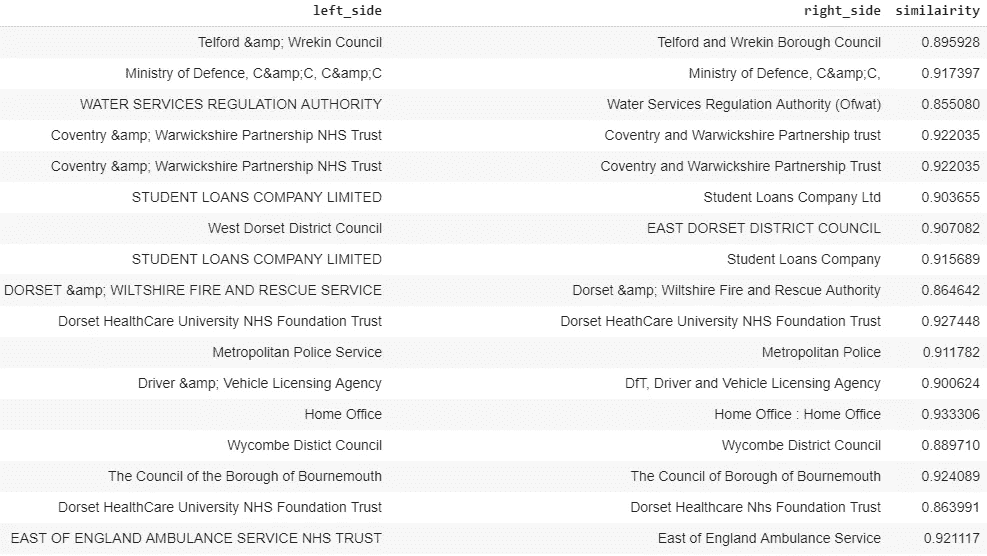 left_side right_side similairity
Telford &amp; Wrekin Council Telford and Wrekin Borough Council 0.895928
Ministry of Defence, C&amp;C, C&amp;C Ministry of Defence, C&amp;C, 0.917397
WATER SERVICES REGULATION AUTHORITY Water Services Regulation Authority (Ofwat) 0.855080
Coventry &amp; Warwickshire Partnership NHS Trust Coventry and Warwickshire Partnership trust 0.922035
Coventry &amp; Warwickshire Partnership NHS Trust Coventry and Warwickshire Partnership Trust 0.922035
STUDENT LOANS COMPANY LIMITED Student Loans Company Ltd 0.903655
West Dorset District Council EAST DORSET DISTRICT COUNCIL 0.907082
STUDENT LOANS COMPANY LIMITED Student Loans Company 0.915689
DORSET &amp; WILTSHIRE FIRE AND RESCUE SERVICE Dorset &amp; Wiltshire Fire and Rescue Authority 0.864642
Dorset HealthCare University NHS Foundation Trust Dorset HeathCare University NHS Foundation Trust 0.927448
Metropolitan Police Service Metropolitan Police 0.911782
Driver &amp; Vehicle Licensing Agency DfT, Driver and Vehicle Licensing Agency 0.900624
Home Office Home Office : Home Office 0.933306
Wycombe Distict Council Wycombe District Council 0.889710
The Council of the Borough of Bournemouth The Council of Borough of Bournemouth 0.924089
Dorset HealthCare University NHS Foundation Trust Dorset Healthcare Nhs Foundation Trust 0.863991
EAST OF ENGLAND AMBULANCE SERVICE NHS TRUST East of England Ambulance Service 0.921117